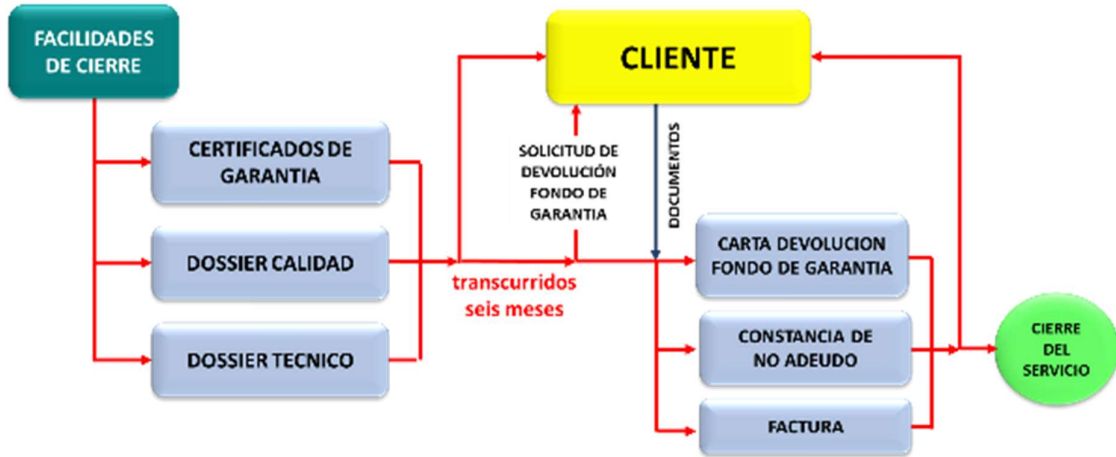 FACILIDADES
DE CIERRE
CLIENTE
CERTIFICADOS DE
GARANTIA
DOSSIER CALIDAD
DOSSIER TECNICO
transcurridos
seis meses
SOLICITUD DE
DEVOLUCIÓN
FONDO DE
GARANTIA
DOCUMENTOS
CARTA DEVOLUCION
FONDO DE GARANTIA
CONSTANCIA DE
NO ADEUDO
FACTURA
CIERRE
DEL
SERVICIO